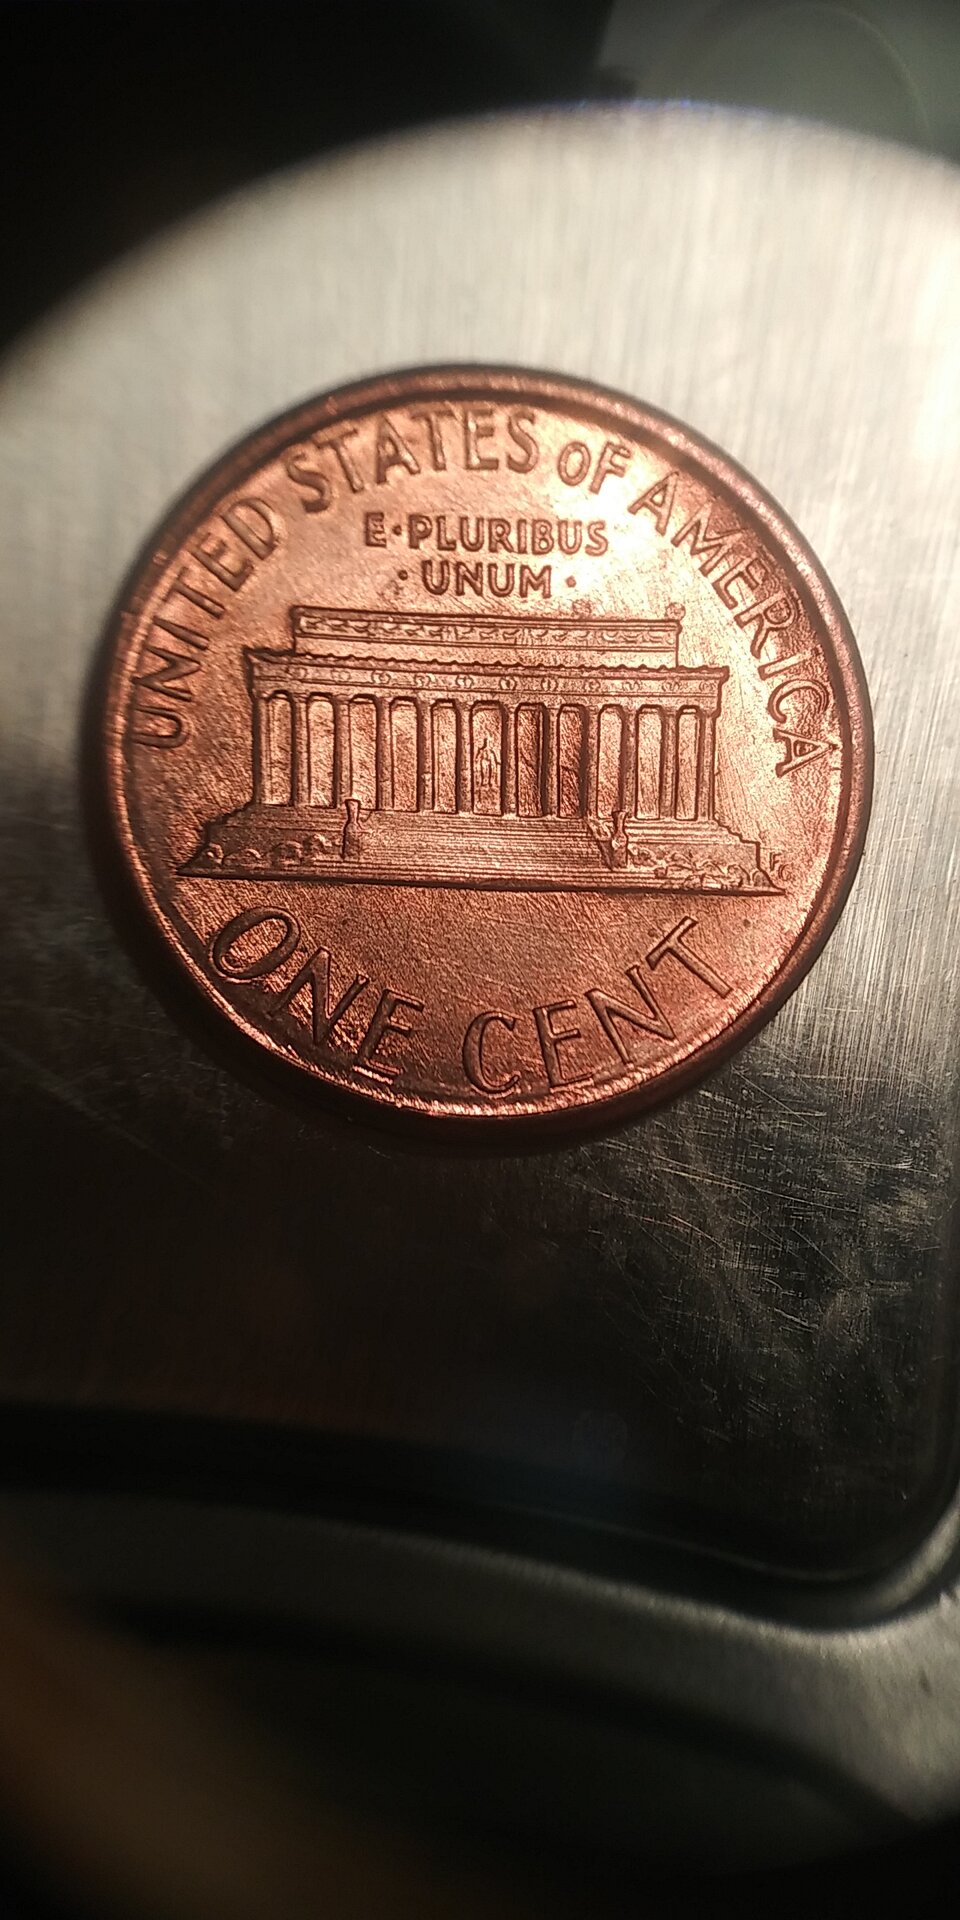 UNITED STATES OF AMERICA
E·PLURIBUS
·UNUM·
ONE CENT